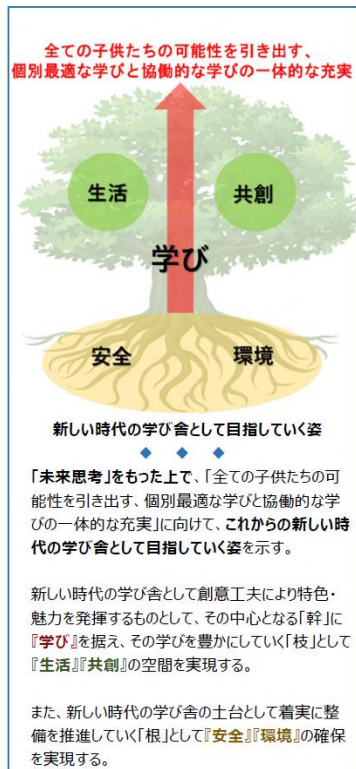 全ての子供たちの可能性を引き出す、
個別最適な学びと協働的な学びの一体的な充実
生活
共創
学び
安全
環境
新しい時代の学び舎として目指していく姿
◆ ◆ ◆
「未来思考」をもった上で、「全ての子供たちの可
能性を引き出す、個別最適な学びと協働的な学
びの一体的な充実」に向けて、これからの新しい時
代の学び舎として目指していく姿を示す。
新しい時代の学び舎として創意工夫により特色・
魅力を発揮するものとして、その中心となる「幹」に
『学び』を据え、その学びを豊かにしていく「枝」として
『生活』『共創』の空間を実現する。
また、新しい時代の学び舎の土台として着実に整
備を推進していく「根」として『安全』『環境』の確保
を実現する。